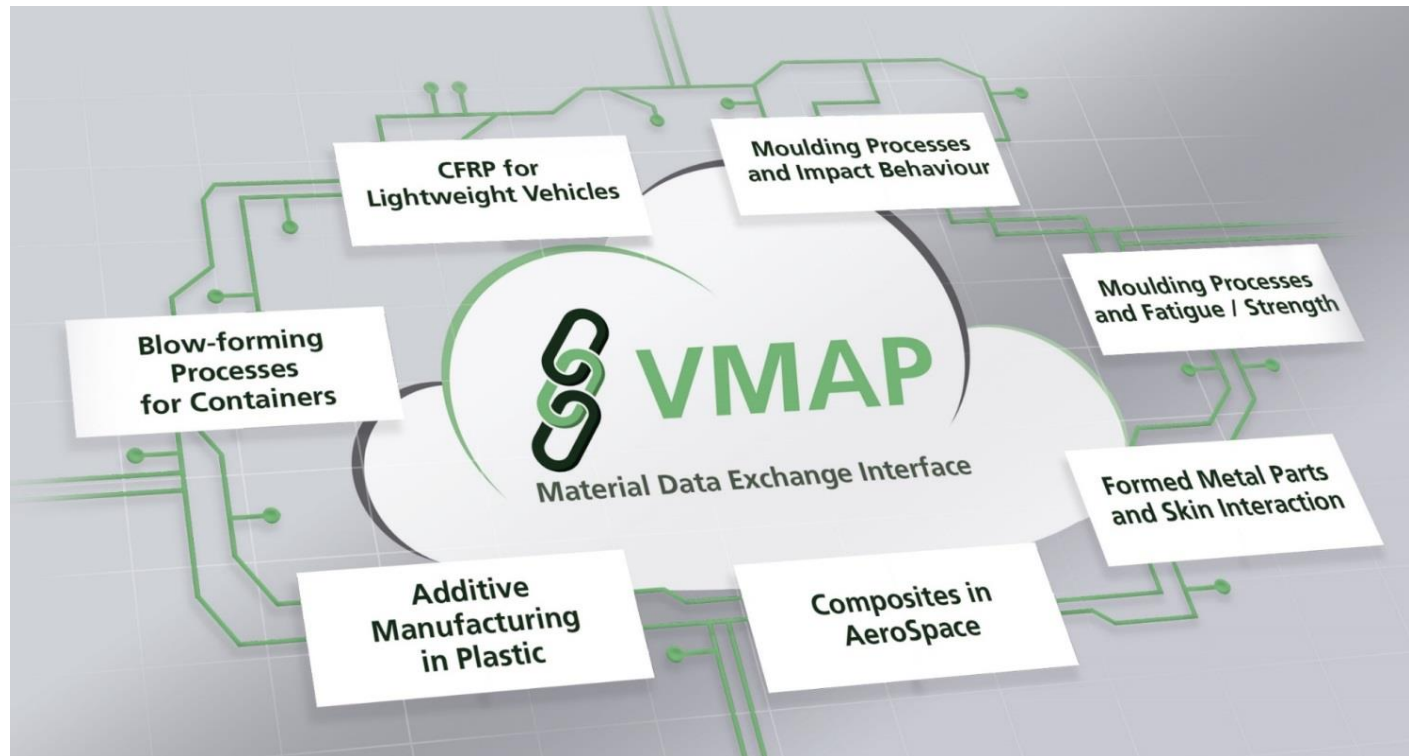 CFRP for
Lightweight Vehicles
Moulding Processes
and Impact Behaviour
Moulding Processes
and Fatigue / Strength
Blow-forming
Processes
for Containers
VMAP
Material Data Exchange Interface
Formed Metal Parts
and Skin Interaction
Additive
Manufacturing
in Plastic
Composites in
AeroSpace